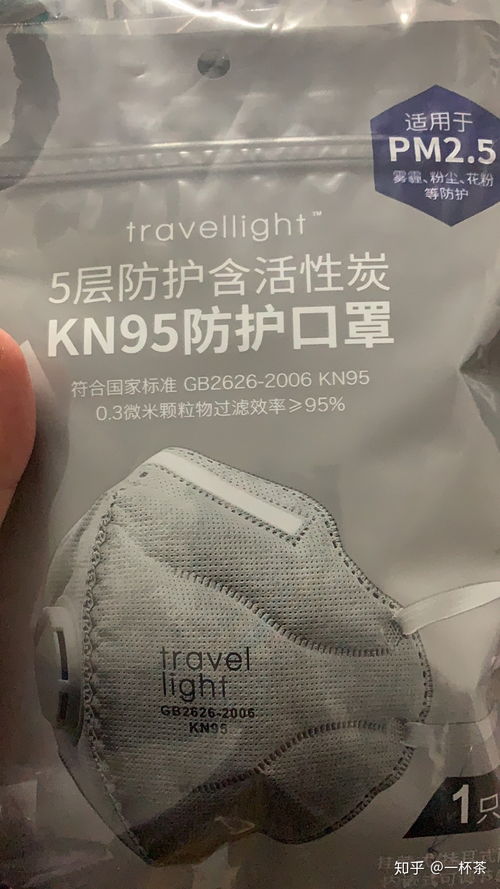 适用于
PM2.5
雾霾、粉尘、花粉
等防护
travellight™
5层防护含活性炭
KN95防护口罩
符合国家标准 GB2626-2006 KN95
0.3微米颗粒物过滤效率≥95%
travel
light
GB2626-2006
KN95
1只
知乎 @一杯茶